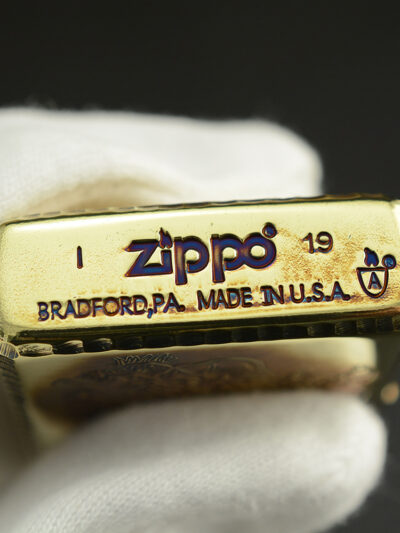 I zippo 19
BRADFORD,PA. MADE IN U.S.A.
A